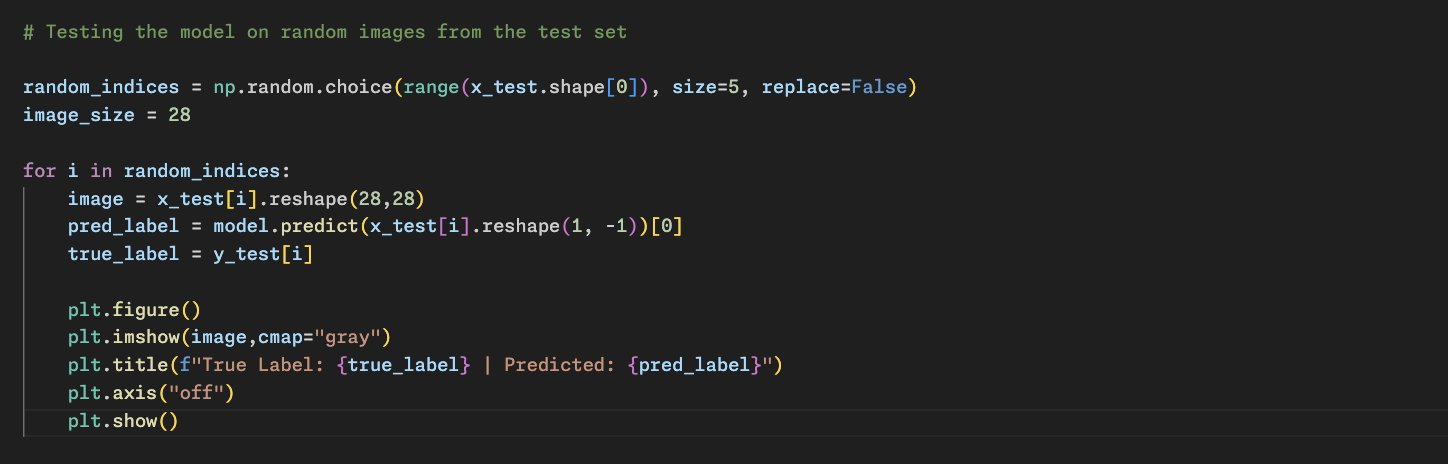 # Testing the model on random images from the test set
random_indices = np.random.choice(range(x_test.shape[0]), size=5, replace=False)
image_size = 28
for i in random_indices:
    image = x_test[i].reshape(28,28)
    pred_label = model.predict(x_test[i].reshape(1, -1))[0]
    true_label = y_test[i]
    plt.figure()
    plt.imshow(image,cmap="gray")
    plt.title(f"True Label: {true_label} | Predicted: {pred_label}")
    plt.axis("off")
    plt.show()